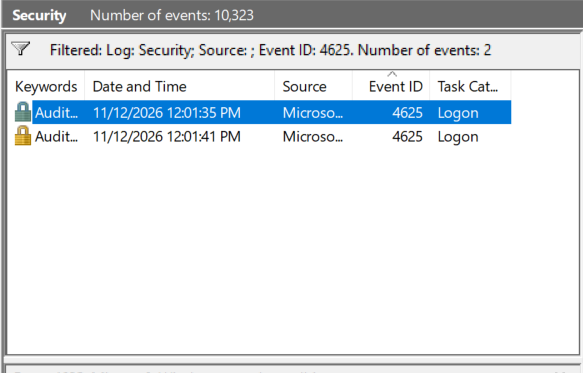 Security Number of events: 10,323
Filtered: Log: Security; Source: ; Event ID: 4625. Number of events: 2
Keywords Date and Time Source Event ID Task Cat...
Audit... 11/12/2026 12:01:35 PM Microso... 4625 Logon
Audit... 11/12/2026 12:01:41 PM Microso... 4625 Logon